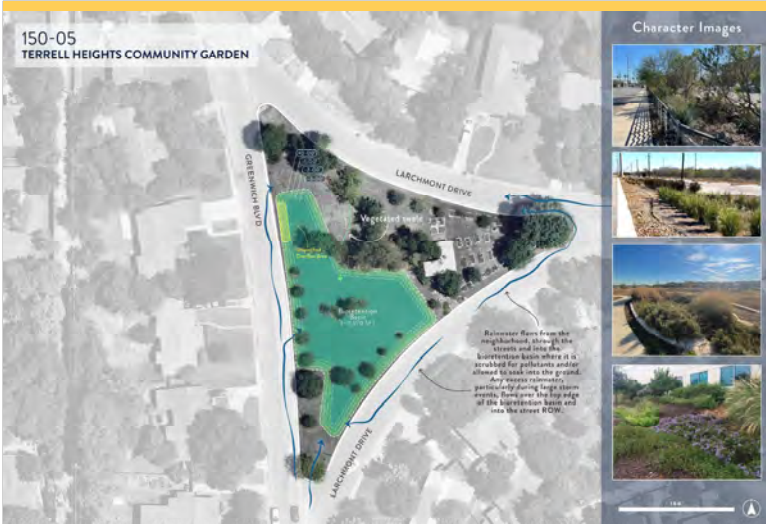 150-05
TERRELL HEIGHTS COMMUNITY GARDEN
Character Images
GREENWICH BLVD
LARCHMONT DRIVE
Vegetated swale
Bioretention
Basin
Rainwater flows from the
neighborhood, through the
streets and into the
bioretention basin where it is
scrubbed for pollutants and/or
allowed to soak into the ground.
Any excess rainwater,
particularly during large storm
events, flows over the top edge
of the bioretention basin and
into the street ROW.
LARCHMONT DRIVE